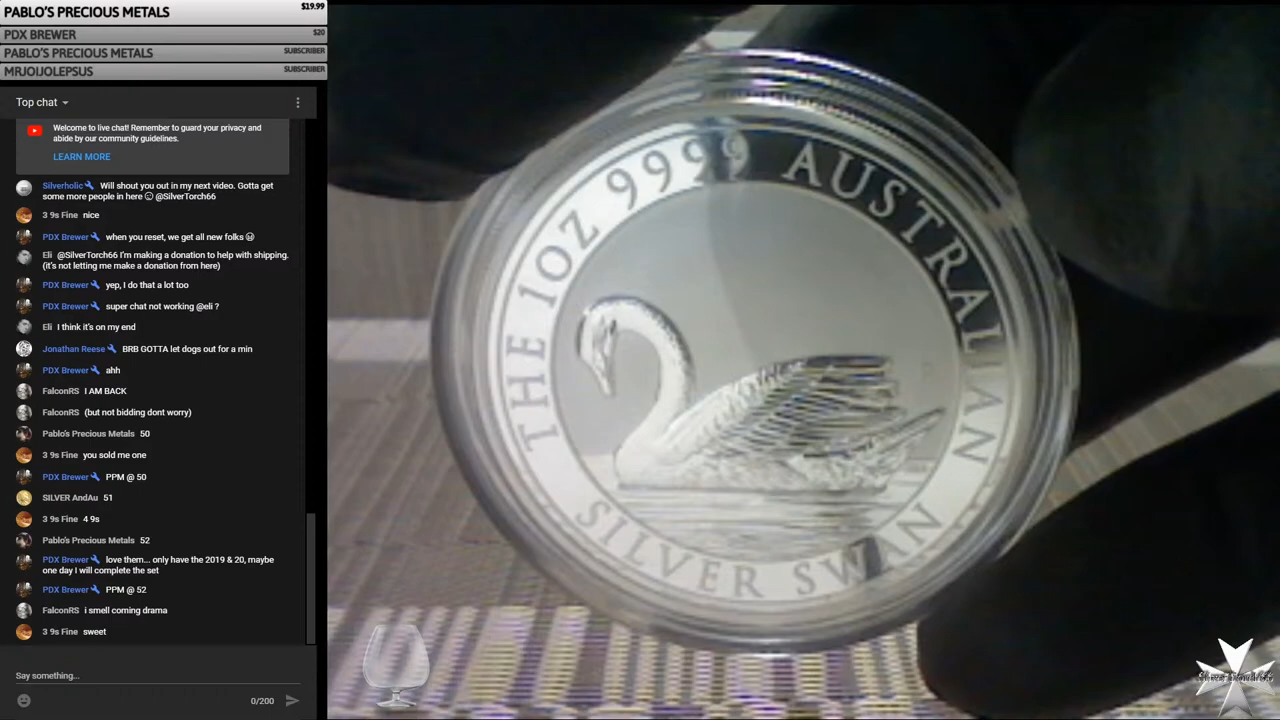 PABLO'S PRECIOUS METALS $19.99
PDX BREWER $20
PABLO'S PRECIOUS METALS SUBSCRIBER
MRJOIJOLEPSUS SUBSCRIBER
Top chat
Welcome to live chat! Remember to guard your privacy and
abide by our community guidelines.
LEARN MORE
Silverholic Will shout you out in my next video. Gotta get
some more people in here @SilverTorch66
3 9s Fine nice
PDX Brewer when you reset, we get all new folks
Eli @SilverTorch66 I'm making a donation to help with shipping.
(it's not letting me make a donation from here)
PDX Brewer yep, I do that a lot too
PDX Brewer super chat not working @eli ?
Eli I think it's on my end
Jonathan Reese BRB GOTTA let dogs out for a min
PDX Brewer ahh
FalconRS I AM BACK
FalconRS (but not bidding dont worry)
Pablo's Precious Metals 50
3 9s Fine you sold me one
PDX Brewer PPM @ 50
SILVER AndAu 51
3 9s Fine 4 9s
Pablo's Precious Metals 52
PDX Brewer love them... only have the 2019 & 20, maybe
one day I will complete the set
PDX Brewer PPM @ 52
FalconRS i smell coming drama
3 9s Fine sweet
Say something...
0/200
THE 1OZ 9999 AUSTRALIAN
SILVER SWAN